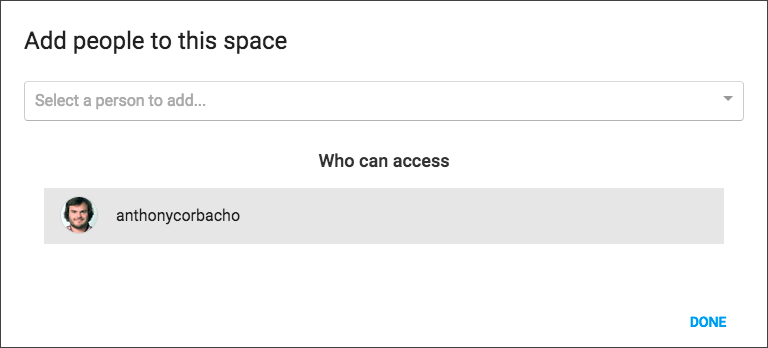 Add people to this space
Select a person to add...
Who can access
anthonycorbacho
DONE